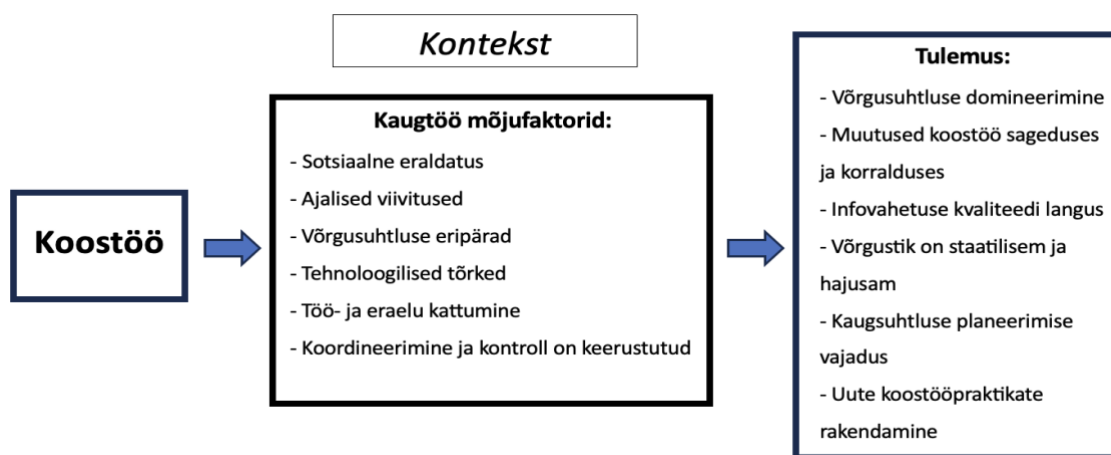 Kontekst
Koostöö
Kaugtöö mõjufaktorid:
- Sotsiaalne eraldatus
- Ajalised viivitused
- Võrgusuhtluse eripärad
- Tehnoloogilised tõrked
- Töö- ja eraelu kattumine
- Koordineerimine ja kontroll on keerustutud
Tulemus:
- Võrgusuhtluse domineerimine
- Muutused koostöö sageduses
ja korralduses
- Infovahetuse kvaliteedi langus
- Võrgustik on staatilisem ja
hajusam
- Kaugsuhtluse planeerimise
vajadus
- Uute koostööpraktikate
rakendamine